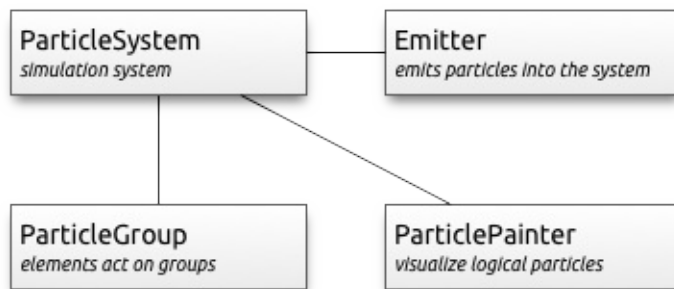 ParticleSystem
simulation system
Emitter
emits particles into the system
ParticleGroup
elements act on groups
ParticlePainter
visualize logical particles